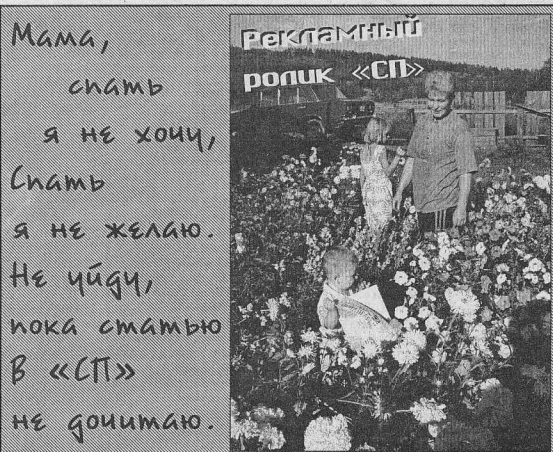 Мама,
спать
я не хочу,
Спать
я не желаю.
Не уйду,
пока статью
В «СП»
не дочитаю.
Рекламный
ролик «СП»